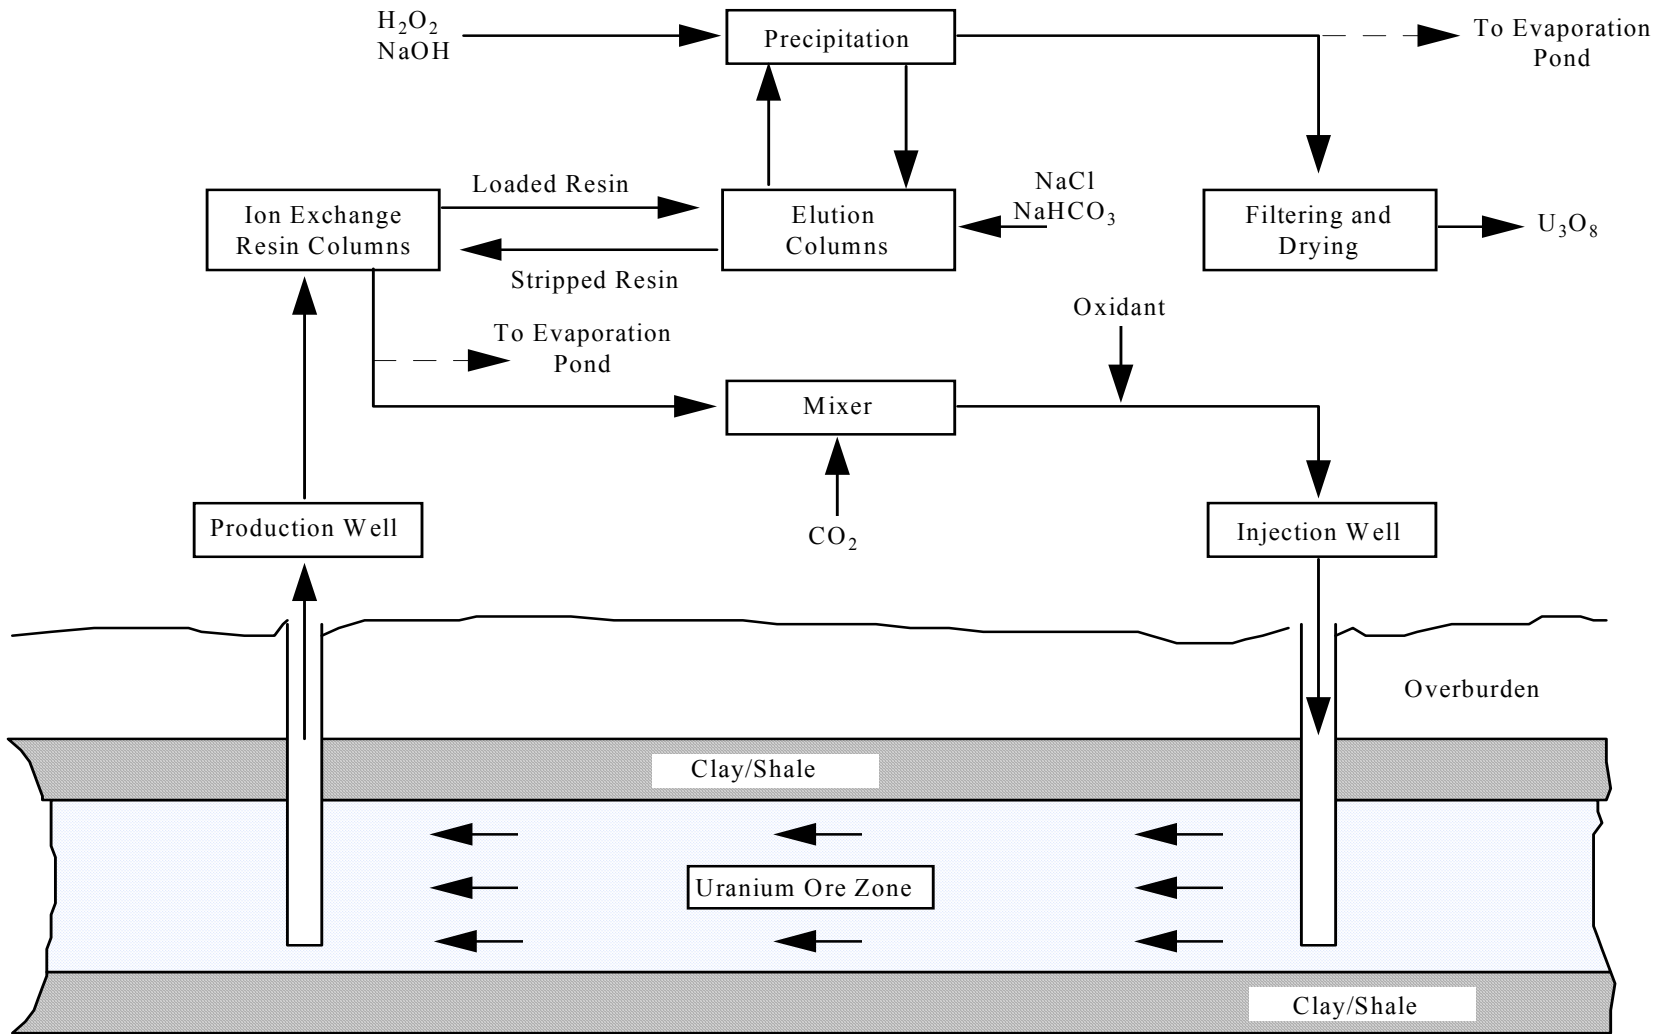 H₂O₂
NaOH
Precipitation
To Evaporation
Pond
Loaded Resin
NaCl
NaHCO₃
Ion Exchange
Resin Columns
Elution
Columns
Filtering and
Drying
U₃O₈
Stripped Resin
Oxidant
To Evaporation
Pond
Mixer
Production Well
CO₂
Injection Well
Overburden
Clay/Shale
Uranium Ore Zone
Clay/Shale